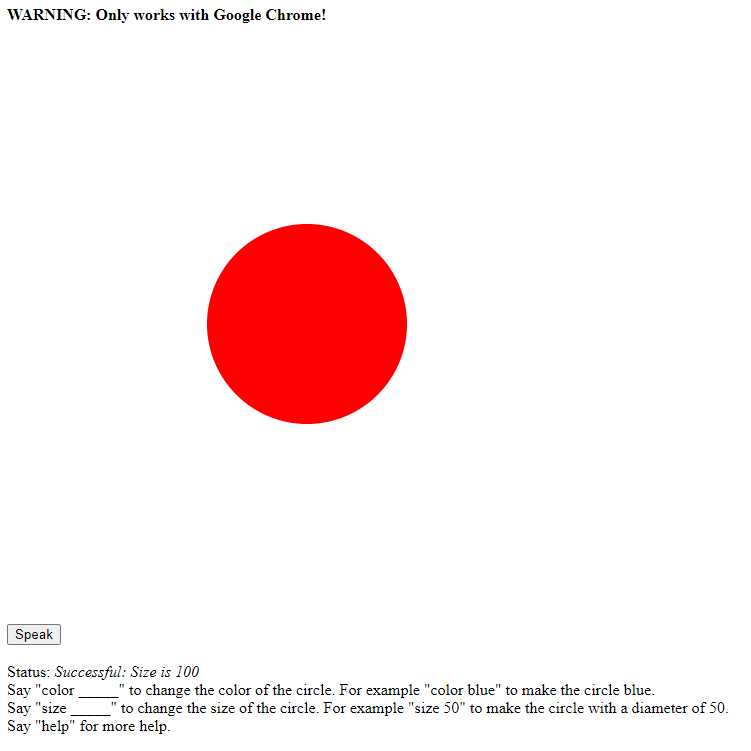 WARNING: Only works with Google Chrome!
Speak
Status: Successful: Size is 100
Say "color _____" to change the color of the circle. For example "color blue" to make the circle blue.
Say "size _____" to change the size of the circle. For example "size 50" to make the circle with a diameter of 50.
Say "help" for more help.